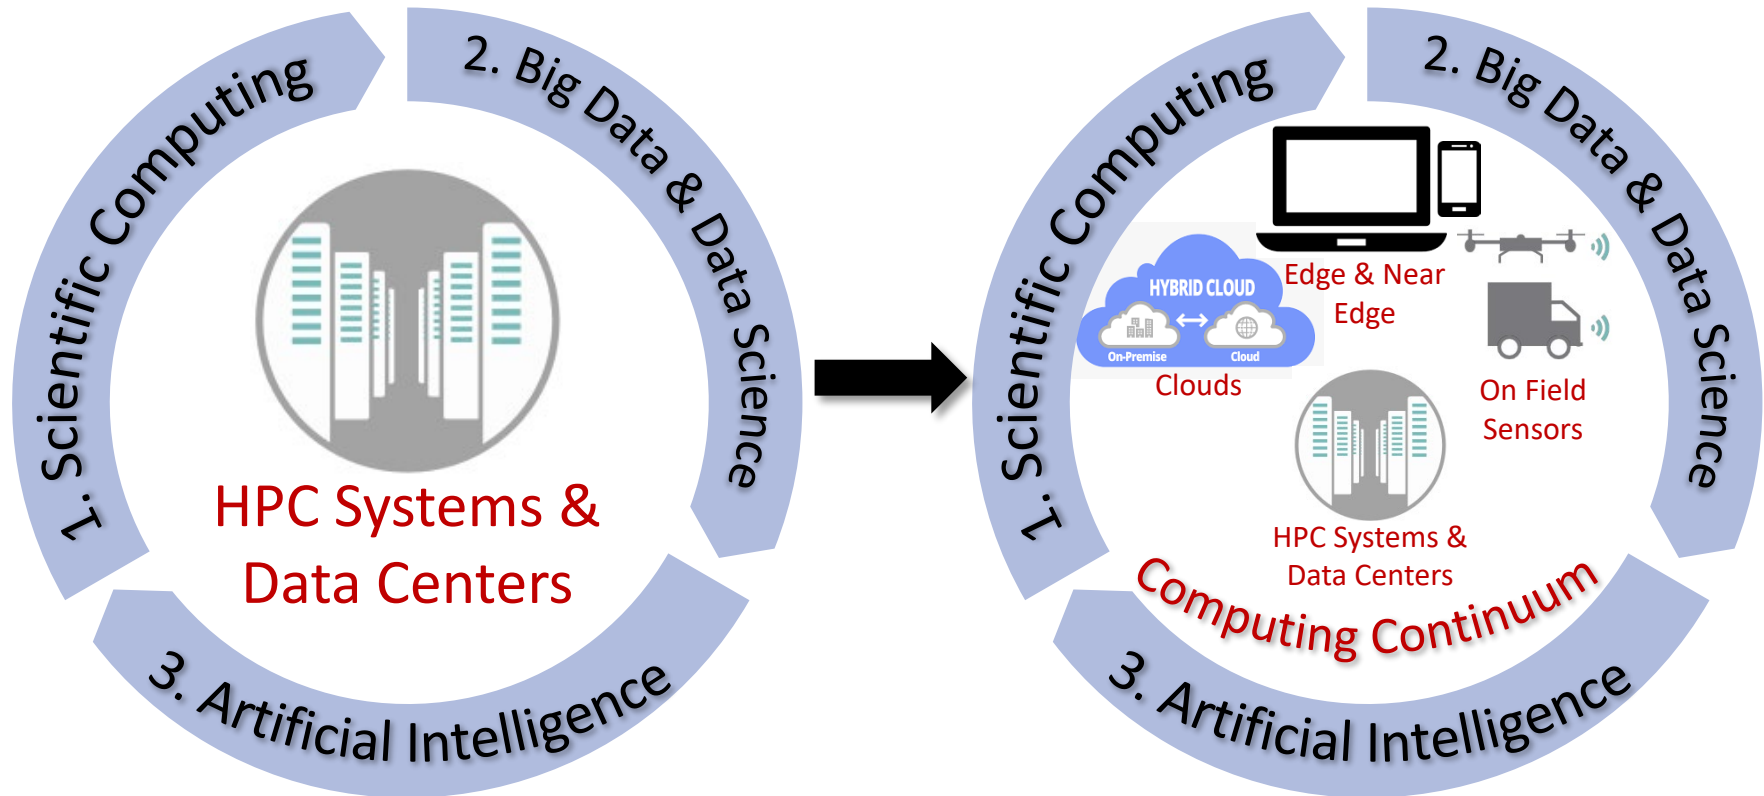 1. Scientific Computing
2. Big Data & Data Science
HPC Systems &
Data Centers
3. Artificial Intelligence
1. Scientific Computing
2. Big Data & Data Science
Edge & Near
Edge
HYBRID CLOUD
On-Premise
Cloud
Clouds
On Field
Sensors
HPC Systems &
Data Centers
Computing Continuum
3. Artificial Intelligence